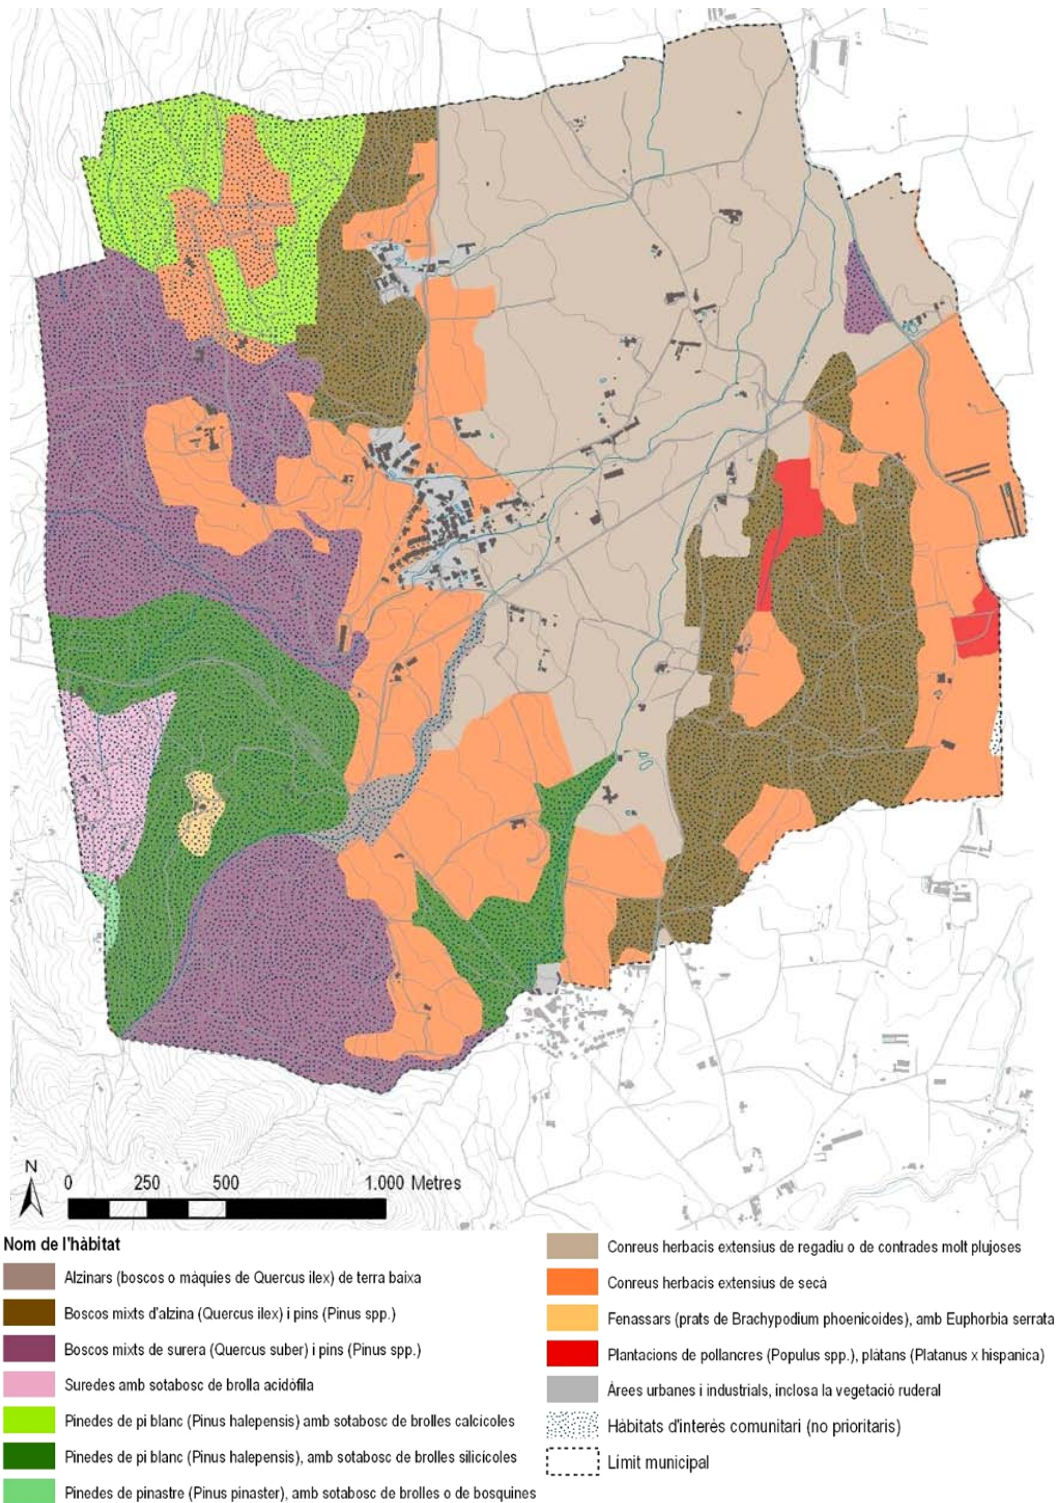 N
0 250 500 1.000 Metres
Nom de l'hàbitat
Alzinars (boscos o màquies de Quercus ilex) de terra baixa
Boscos mixts d'alzina (Quercus ilex) i pins (Pinus spp.)
Boscos mixts de surera (Quercus suber) i pins (Pinus spp.)
Suredes amb sotabosc de brolla acidòfila
Pinedes de pi blanc (Pinus halepensis) amb sotabosc de brolles calcícoles
Pinedes de pi blanc (Pinus halepensis), amb sotabosc de brolles silicícoles
Pinedes de pinastre (Pinus pinaster), amb sotabosc de brolles o de bosquines
Conreus herbacis extensius de regadiu o de contrades molt plujoses
Conreus herbacis extensius de secà
Fenassars (prats de Brachypodium phoenicoides), amb Euphorbia serrata
Plantacions de pollancres (Populus spp.), plàtans (Platanus x hispanica)
Àrees urbanes i industrials, inclosa la vegetació ruderal
Hàbitats d'interès comunitari (no prioritaris)
Límit municipal